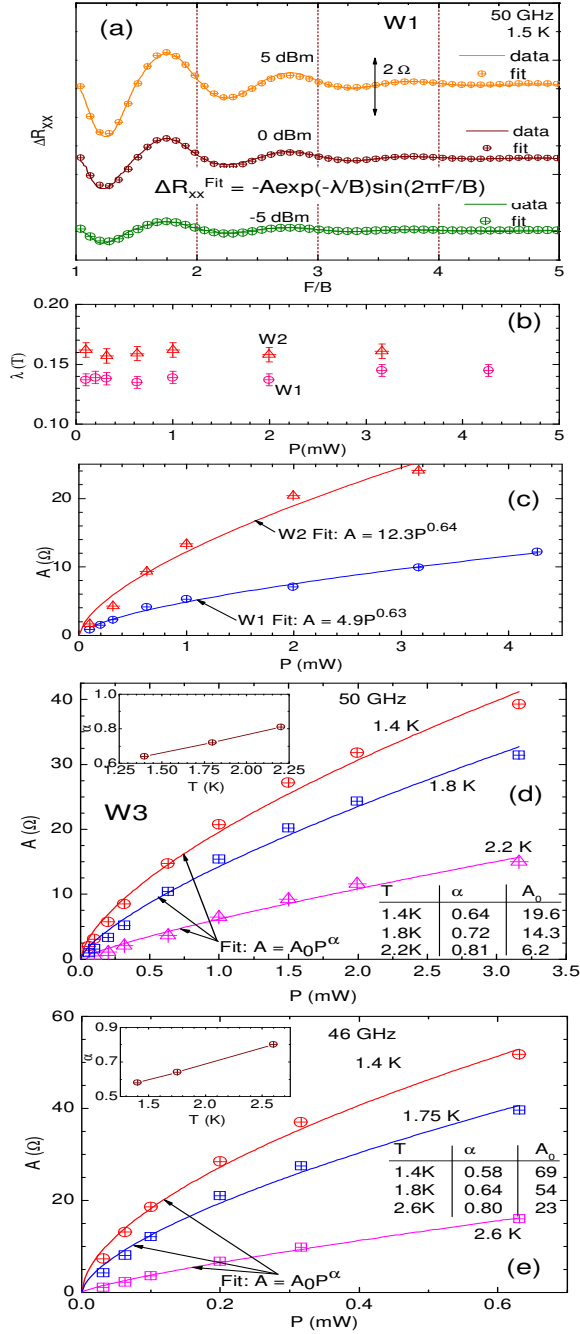 (a)
W1
50 GHz
1.5 K
5 dBm
data
fit
2 Ω
0 dBm
data
fit
ΔR_xx^Fit = -Aexp(-λ/B)sin(2πF/B)
-5 dBm
data
fit
ΔR_XX
1 2 3 4 5
F/B
0.20
0.15
0.10
λ (T)
(b)
W2
W1
0 1 2 3 4 5
P(mW)
20
10
0
A (Ω)
(c)
W2 Fit: A = 12.3P^0.64
W1 Fit: A = 4.9P^0.63
0 1 2 3 4
P (mW)
40
30
20
10
0
A (Ω)
1.0
0.8
0.6
α
1.25 1.50 1.75 2.00 2.25
T (K)
50 GHz
1.4 K
W3
1.8 K
(d)
2.2 K
T α A_0
1.4K 0.64 19.6
1.8K 0.72 14.3
2.2K 0.81 6.2
Fit: A = A_0P^α
0.0 0.5 1.0 1.5 2.0 2.5 3.0 3.5
P (mW)
60
40
20
0
A (Ω)
0.9
0.7
0.5
α
1.5 2.0 2.5
T (K)
46 GHz
1.4 K
1.75 K
T α A_0
1.4K 0.58 69
1.8K 0.64 54
2.6K 0.80 23
2.6 K
Fit: A = A_0P^α
(e)
0.0 0.2 0.4 0.6
P (mW)